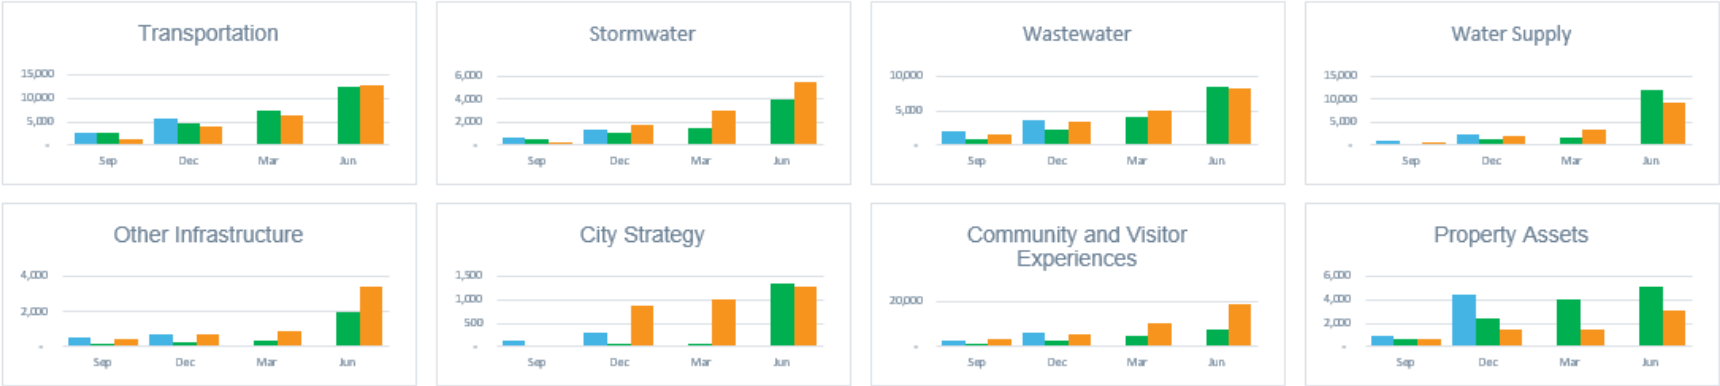 Transportation
15,000
10,000
5,000
-
Sep Dec Mar Jun
Stormwater
6,000
4,000
2,000
-
Sep Dec Mar Jun
Wastewater
10,000
5,000
-
Sep Dec Mar Jun
Water Supply
15,000
10,000
5,000
-
Sep Dec Mar Jun
Other Infrastructure
4,000
2,000
-
Sep Dec Mar Jun
City Strategy
1,500
1,000
500
-
Sep Dec Mar Jun
Community and Visitor
Experiences
20,000
-
Sep Dec Mar Jun
Property Assets
6,000
4,000
2,000
-
Sep Dec Mar Jun